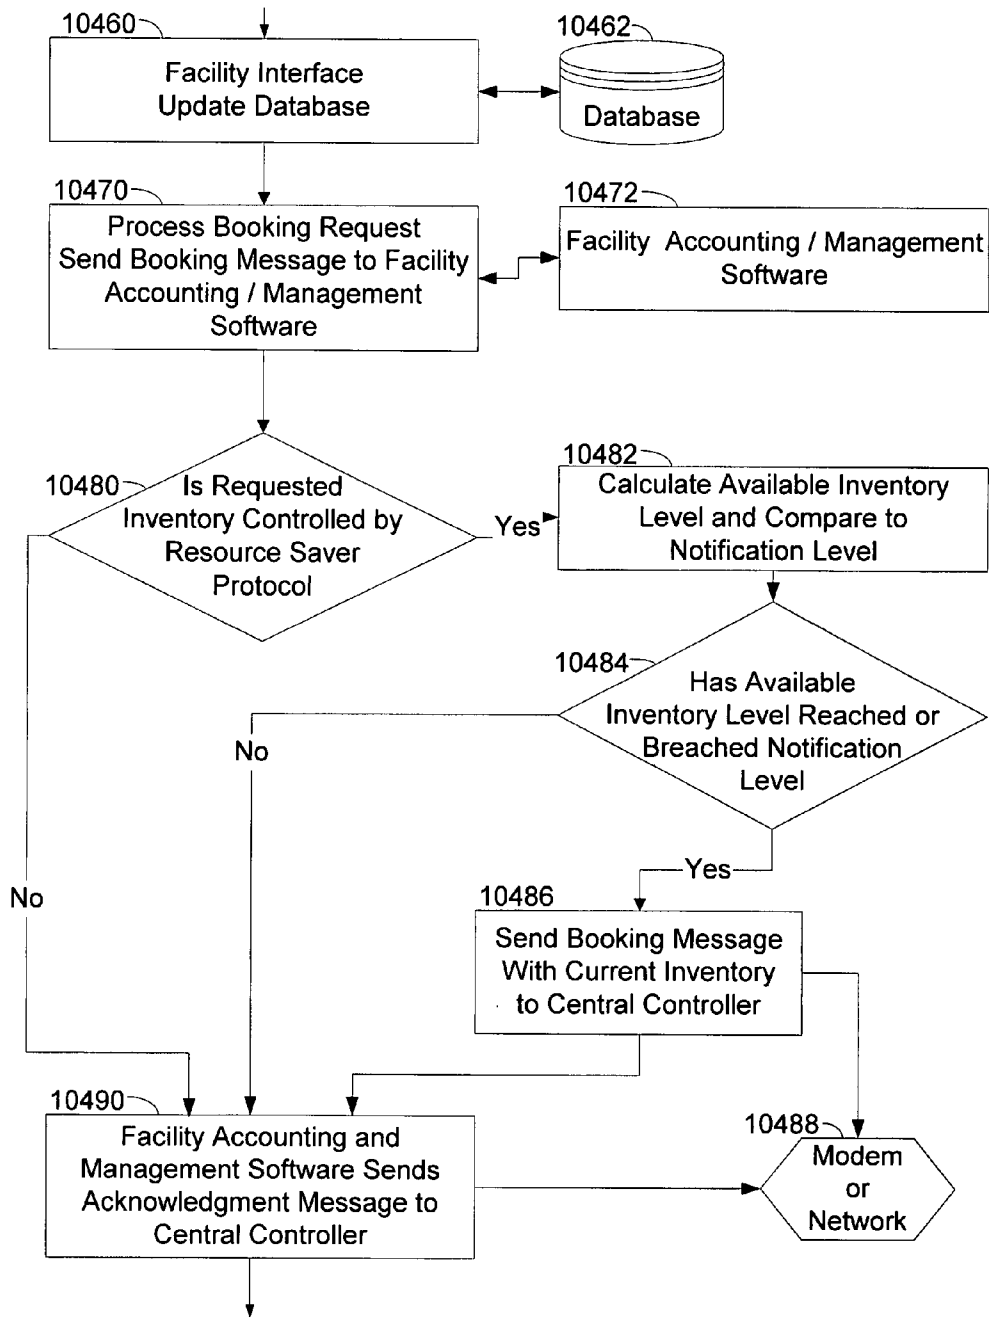 10460
Facility Interface
Update Database
10462
Database
10470
Process Booking Request
Send Booking Message to Facility
Accounting / Management
Software
10472
Facility Accounting / Management
Software
10480
Is Requested
Inventory Controlled by
Resource Saver
Protocol
Yes
10482
Calculate Available Inventory
Level and Compare to
Notification Level
10484
Has Available
Inventory Level Reached or
Breached Notification
Level
No
Yes
No
10486
Send Booking Message
With Current Inventory
to Central Controller
10490
Facility Accounting and
Management Software Sends
Acknowledgment Message to
Central Controller
10488
Modem
or
Network